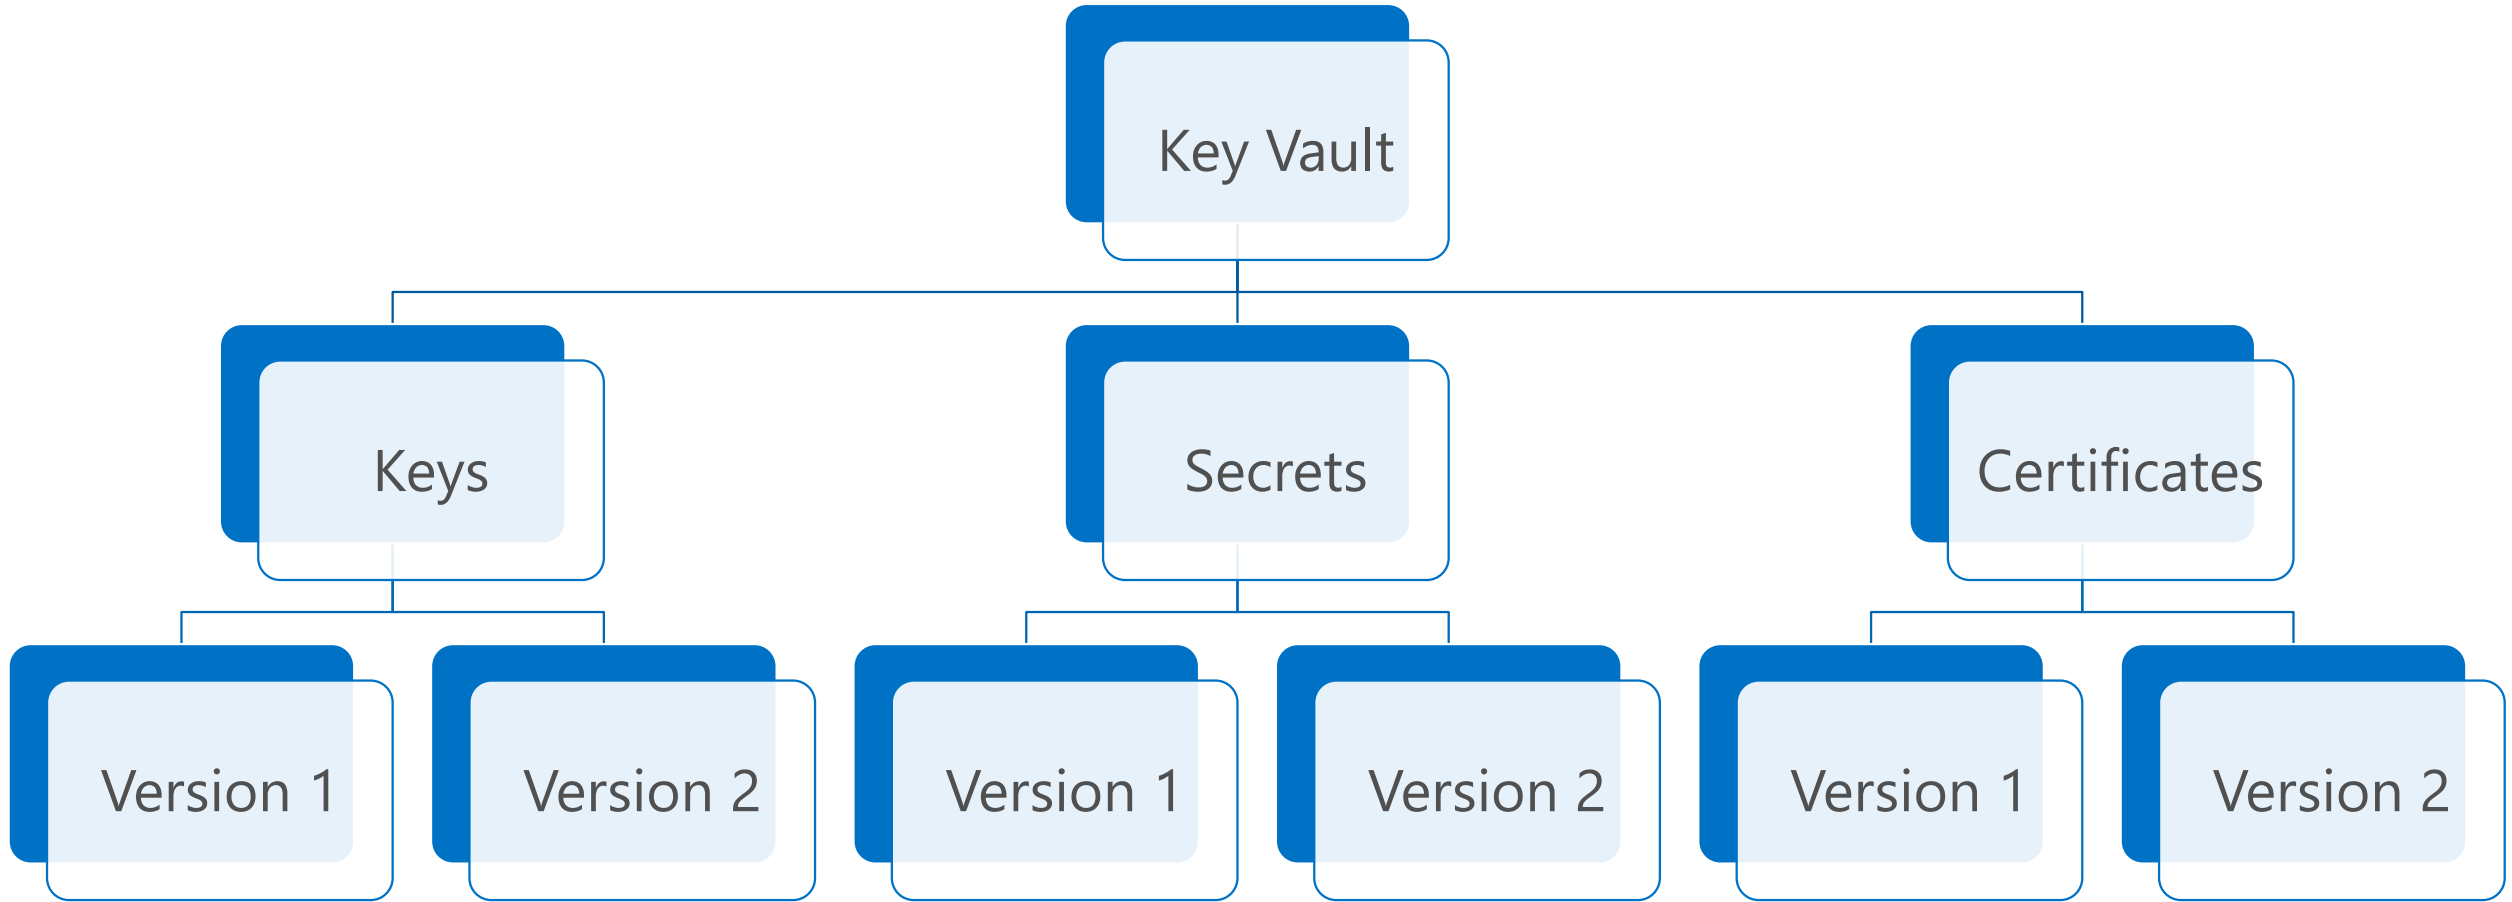 Key Vault
Keys
Secrets
Certificates
Version 1
Version 2
Version 1
Version 2
Version 1
Version 2